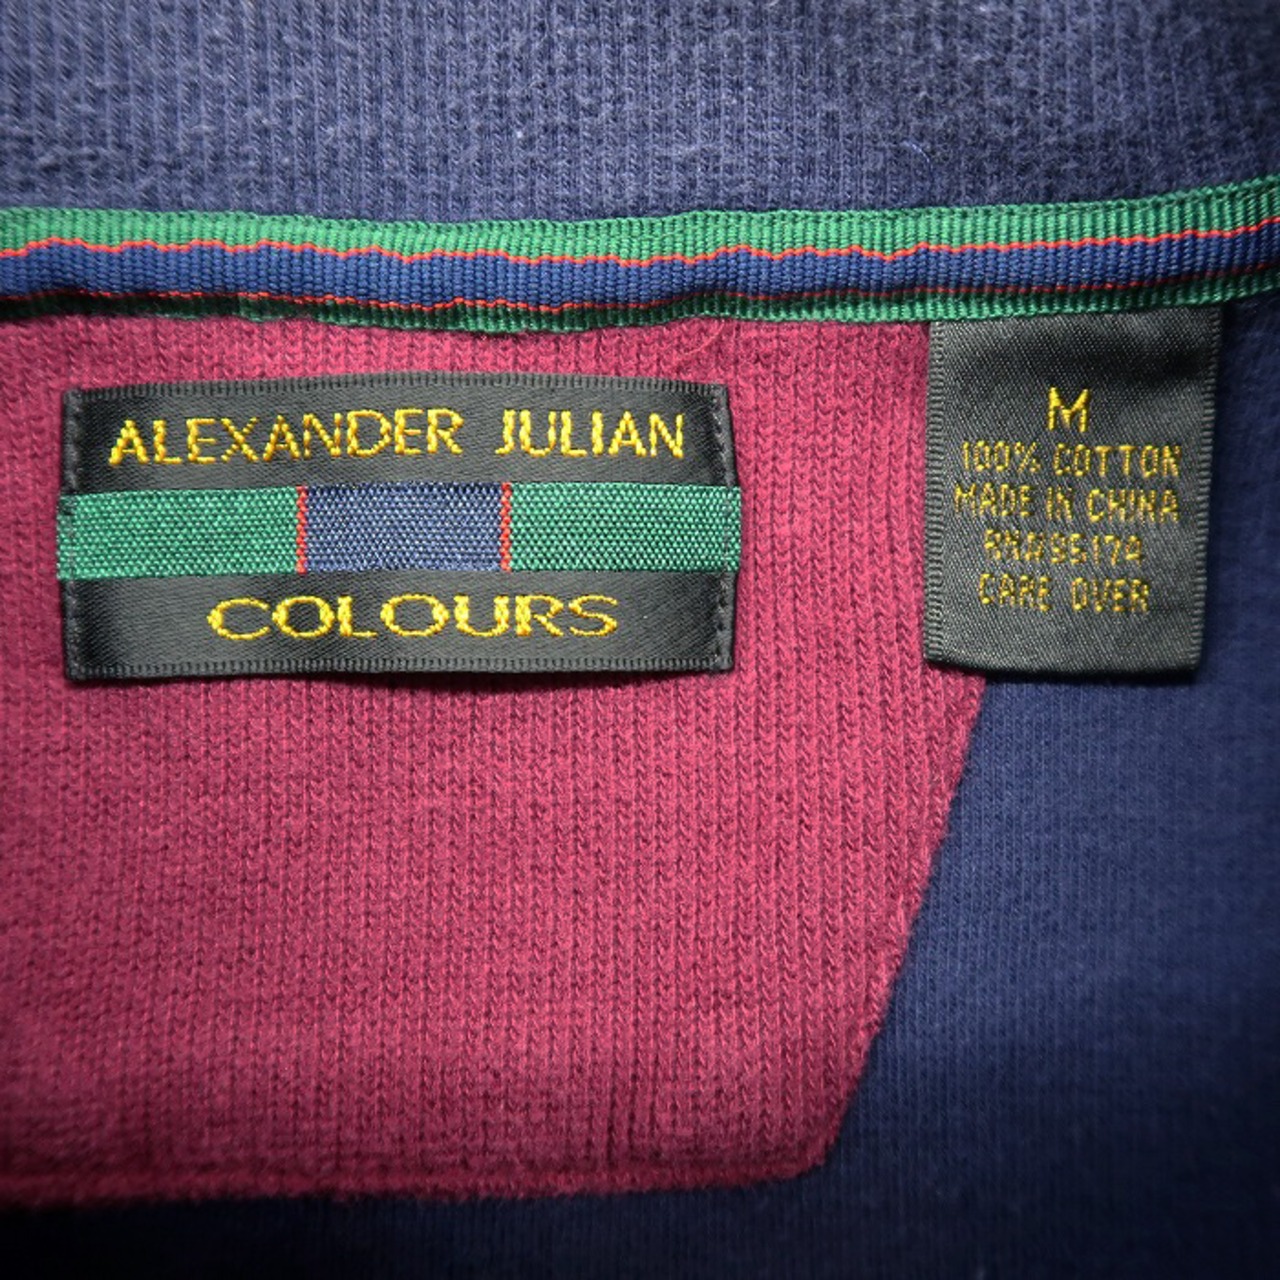 ALEXANDER JULIAN
COLOURS
M
100% COTTON
MADE IN CHINA
CARE OVER